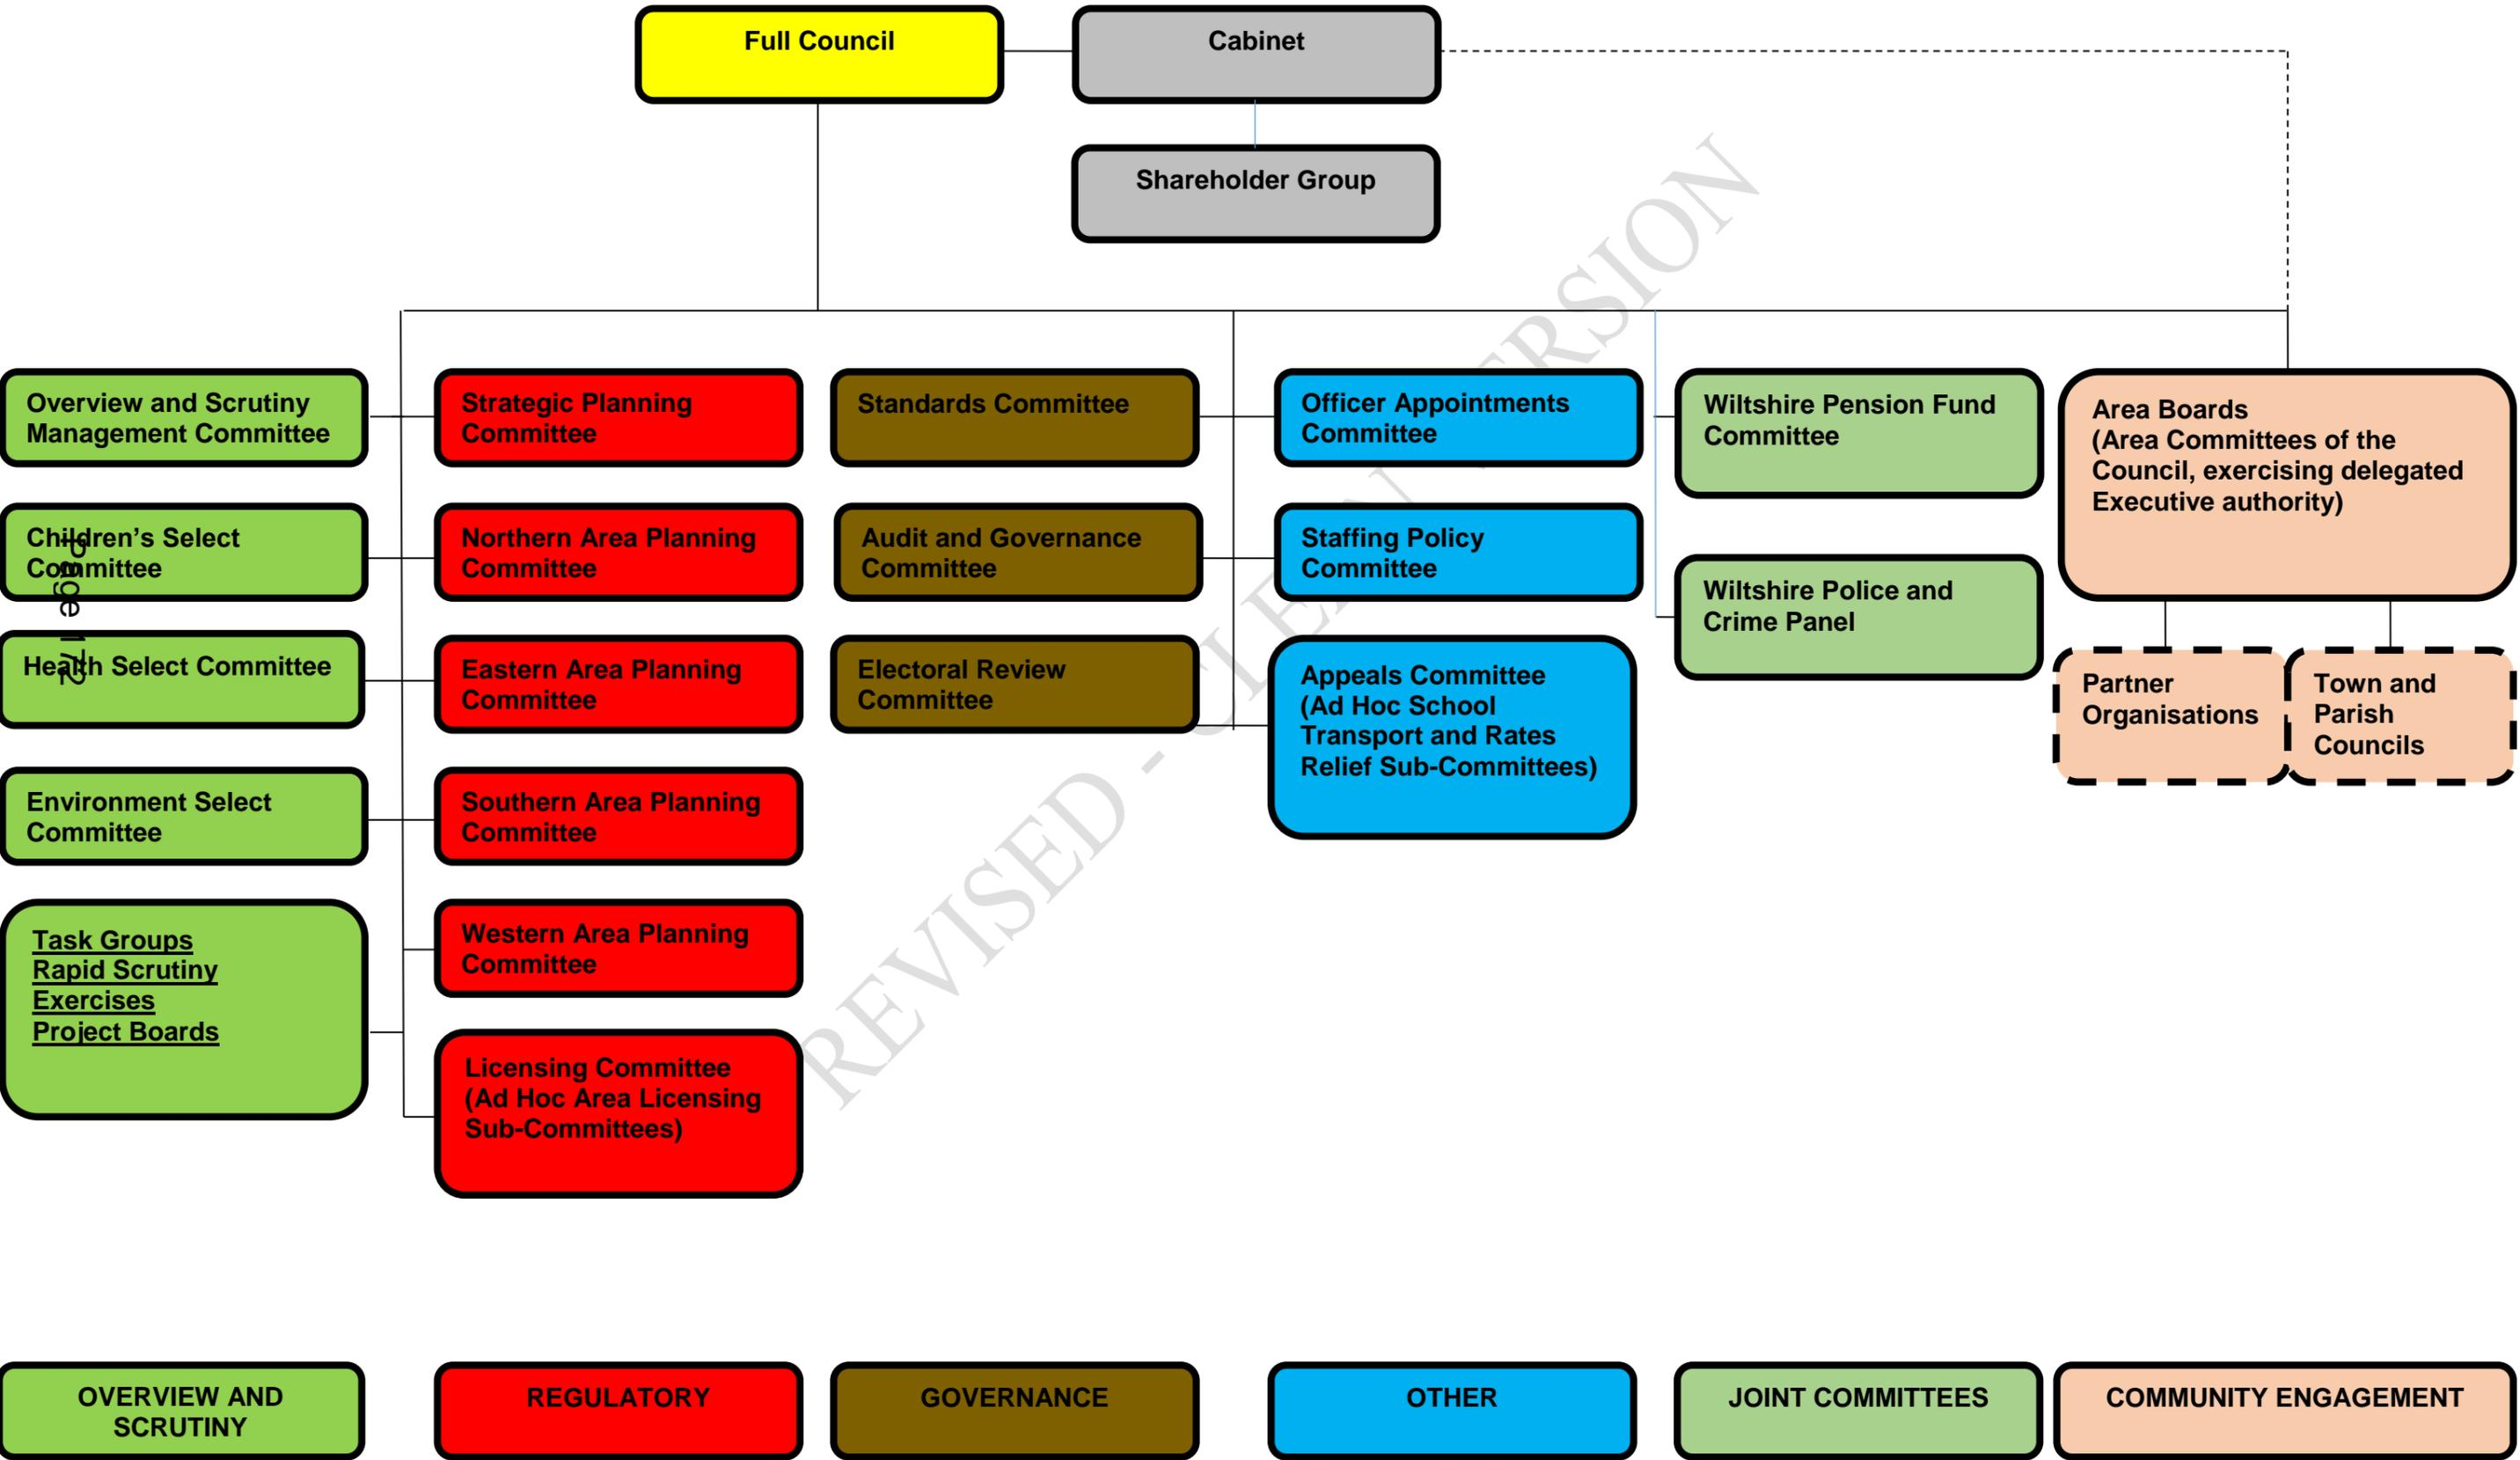 Full Council
Cabinet
Shareholder Group
Overview and Scrutiny
Management Committee
Children's Select
Committee
Health Select Committee
Environment Select
Committee
Task Groups
Rapid Scrutiny
Exercises
Project Boards
Strategic Planning
Committee
Northern Area Planning
Committee
Eastern Area Planning
Committee
Southern Area Planning
Committee
Western Area Planning
Committee
Licensing Committee
(Ad Hoc Area Licensing
Sub-Committees)
Standards Committee
Audit and Governance
Committee
Electoral Review
Committee
Officer Appointments
Committee
Staffing Policy
Committee
Appeals Committee
(Ad Hoc School
Transport and Rates
Relief Sub-Committees)
Wiltshire Pension Fund
Committee
Wiltshire Police and
Crime Panel
Area Boards
(Area Committees of the
Council, exercising delegated
Executive authority)
Partner
Organisations
Town and
Parish
Councils
OVERVIEW AND
SCRUTINY
REGULATORY
GOVERNANCE
OTHER
JOINT COMMITTEES
COMMUNITY ENGAGEMENT
Page 172
REVISED - CLEAN VERSION